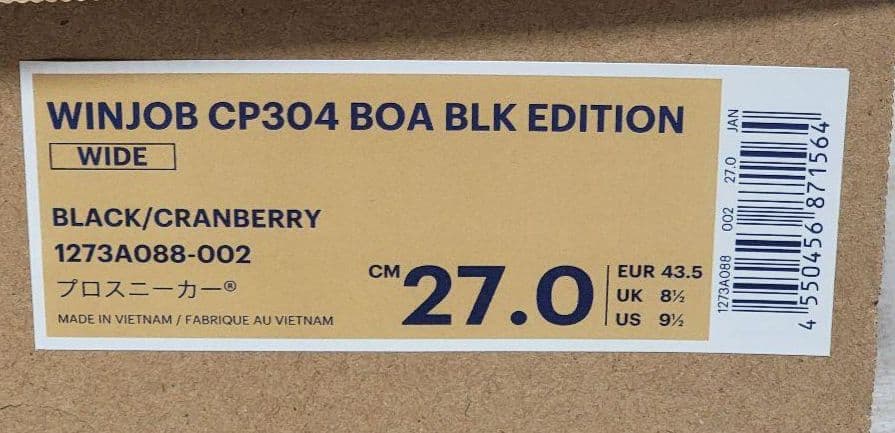 WINJOB CP304 BOA BLK EDITION
WIDE
BLACK/CRANBERRY
1273A088-002
プロスニーカー®
MADE IN VIETNAM / FABRIQUE AU VIETNAM
CM 27.0
EUR 43.5
UK 8½
US 9½
1273A088 002 27.0 JAN
4 550456 871564